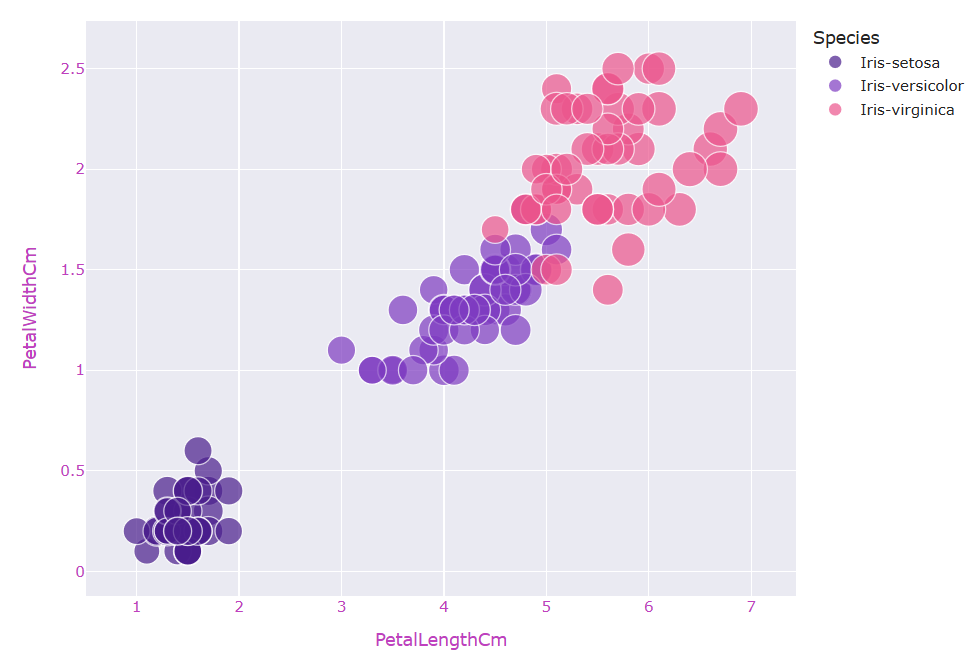 Species
Iris-setosa
Iris-versicolor
Iris-virginica
2.5
2
1.5
1
0.5
0
PetalWidthCm
1 2 3 4 5 6 7
PetalLengthCm